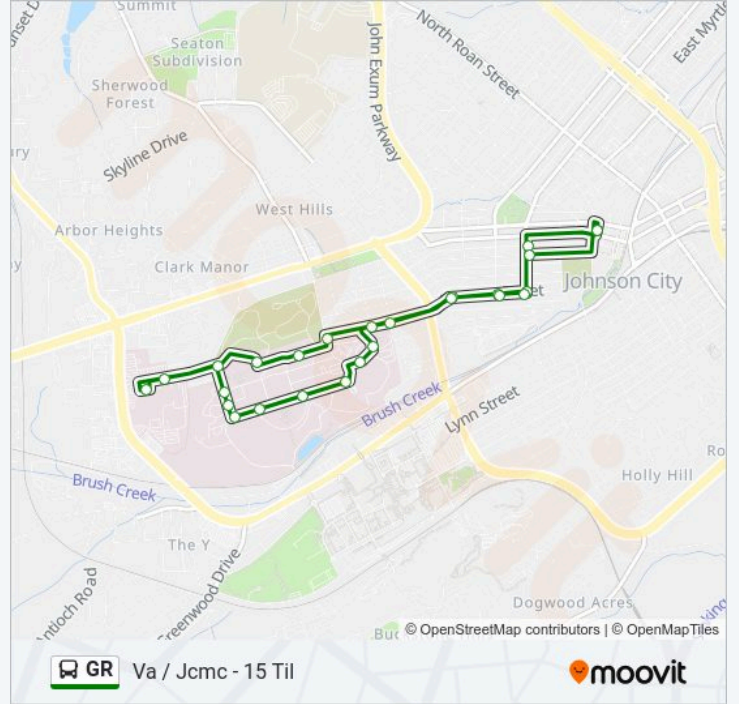 Summit
Seaton
Subdivision
Sherwood
Forest
John Exum Parkway
North Roan Street
East Myrtle
Skyline Drive
West Hills
Arbor Heights
Clark Manor
Johnson City
Brush Creek
Lynn Street
Holly Hill
Brush Creek
The Y
Antioch Road
Greenwood Drive
Dogwood Acres
© OpenStreetMap contributors | © OpenMapTiles
GR Va / Jcmc - 15 Til
moovit